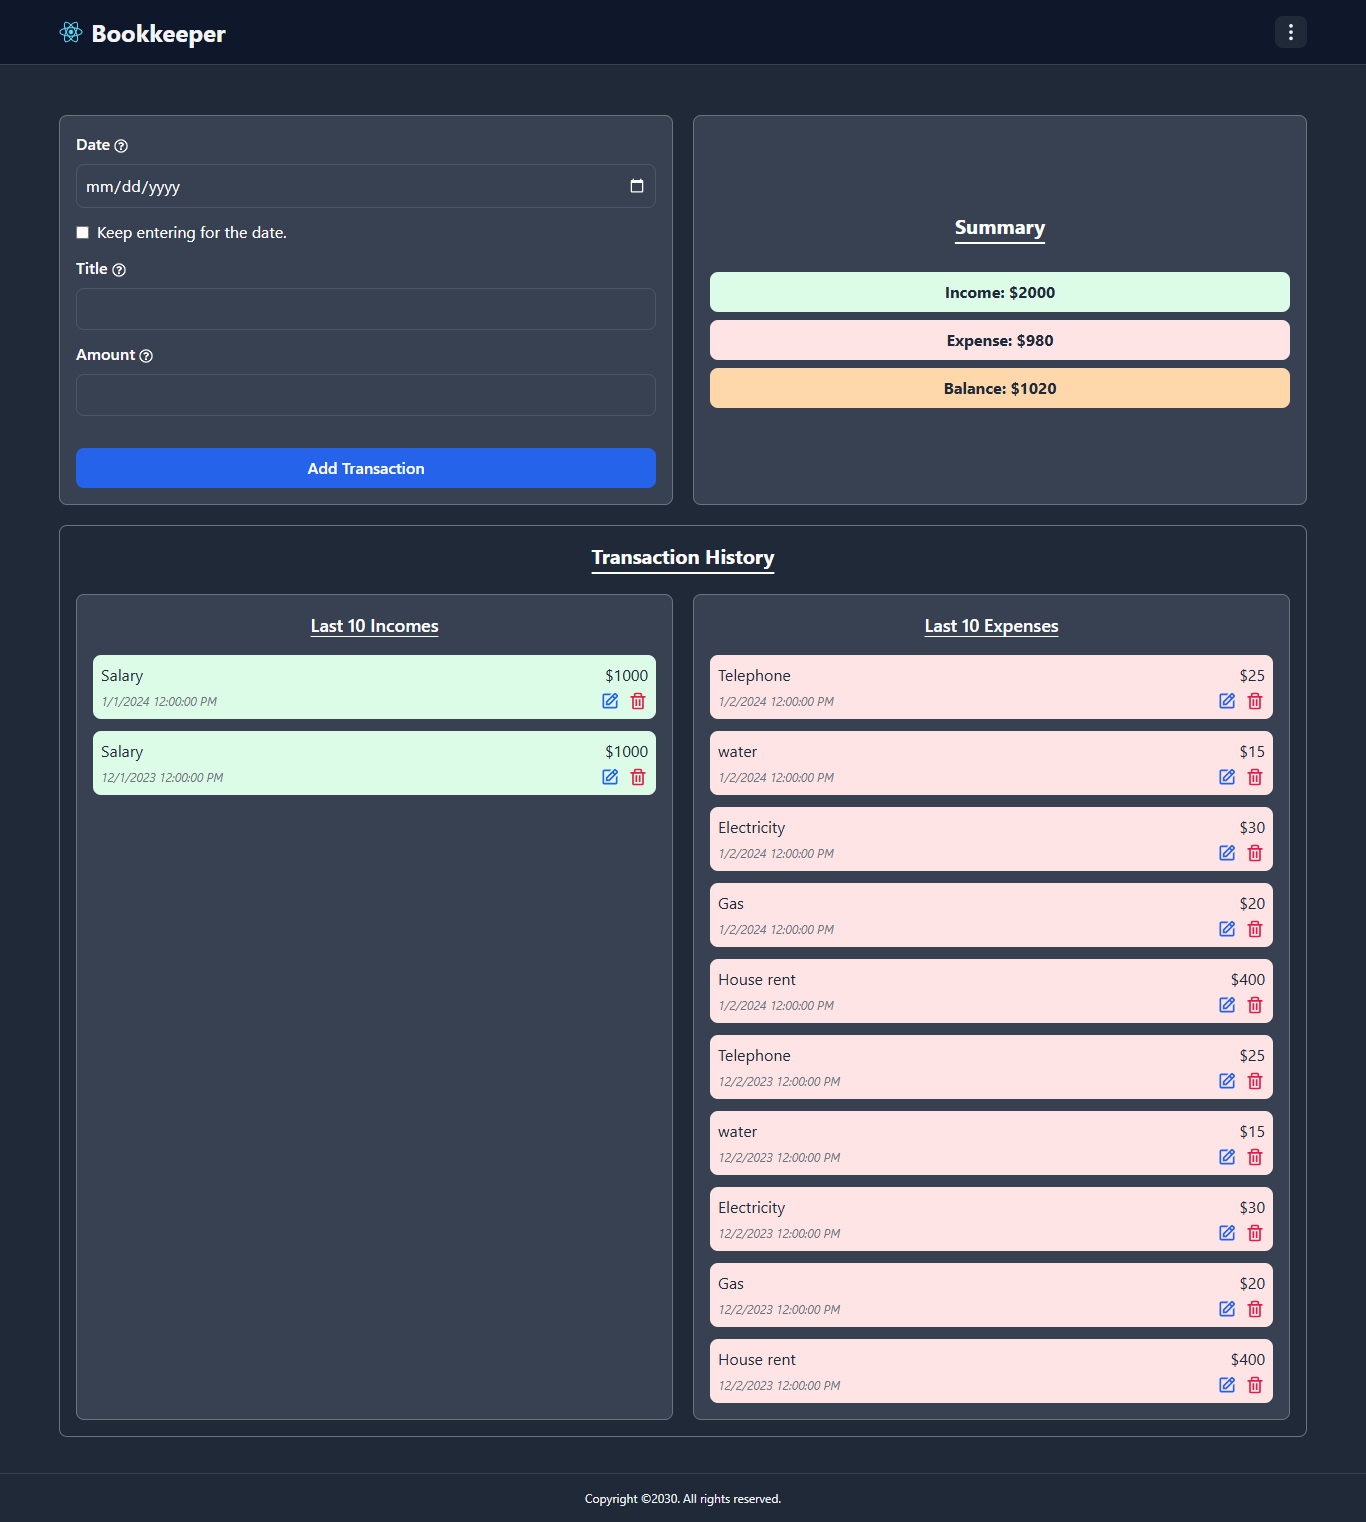 Bookkeeper
Date
mm/dd/yyyy
Keep entering for the date.
Title
Amount
Add Transaction
Summary
Income: $2000
Expense: $980
Balance: $1020
Transaction History
Last 10 Incomes
Salary $1000
1/1/2024 12:00:00 PM
Salary $1000
12/1/2023 12:00:00 PM
Last 10 Expenses
Telephone $25
1/2/2024 12:00:00 PM
water $15
1/2/2024 12:00:00 PM
Electricity $30
1/2/2024 12:00:00 PM
Gas $20
1/2/2024 12:00:00 PM
House rent $400
1/2/2024 12:00:00 PM
Telephone $25
12/2/2023 12:00:00 PM
water $15
12/2/2023 12:00:00 PM
Electricity $30
12/2/2023 12:00:00 PM
Gas $20
12/2/2023 12:00:00 PM
House rent $400
12/2/2023 12:00:00 PM
Copyright ©2030. All rights reserved.